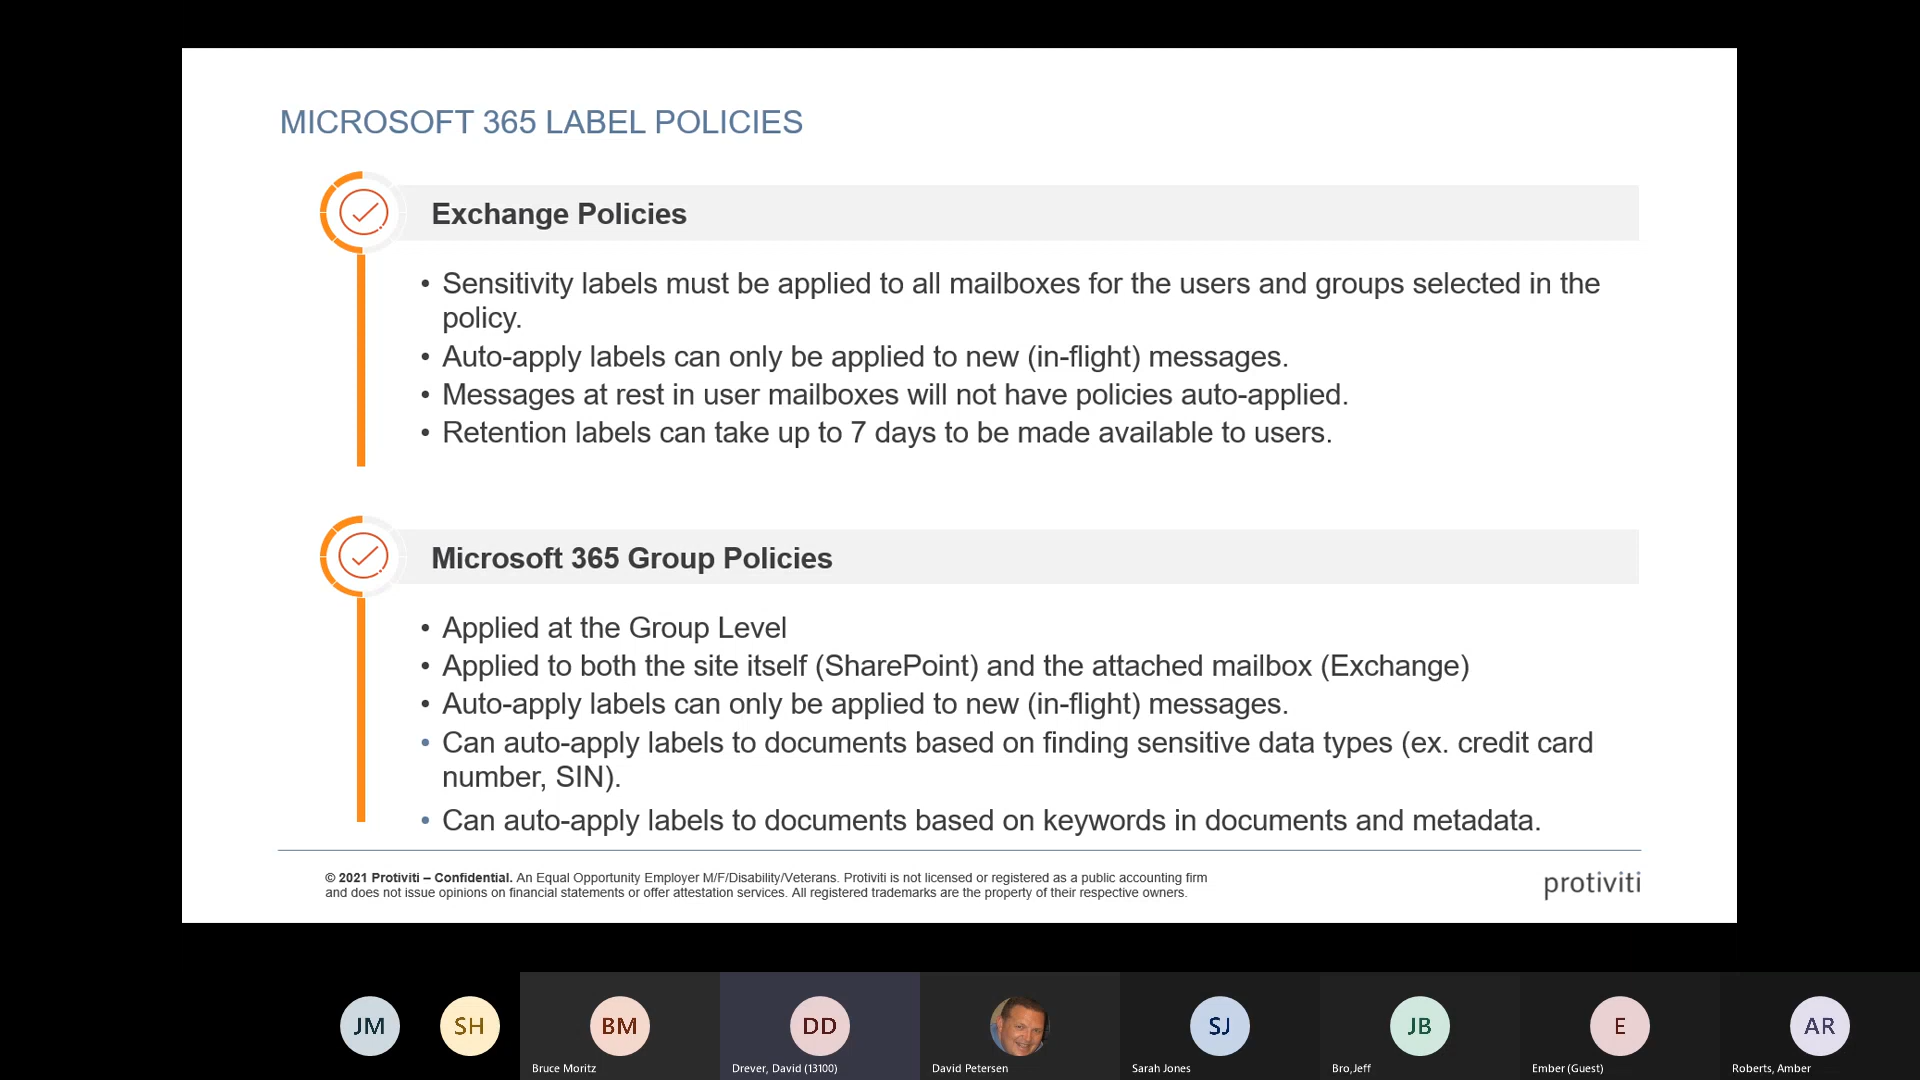 MICROSOFT 365 LABEL POLICIES
Exchange Policies
• Sensitivity labels must be applied to all mailboxes for the users and groups selected in the
policy.
• Auto-apply labels can only be applied to new (in-flight) messages.
• Messages at rest in user mailboxes will not have policies auto-applied.
• Retention labels can take up to 7 days to be made available to users.
Microsoft 365 Group Policies
• Applied at the Group Level
• Applied to both the site itself (SharePoint) and the attached mailbox (Exchange)
• Auto-apply labels can only be applied to new (in-flight) messages.
• Can auto-apply labels to documents based on finding sensitive data types (ex. credit card
number, SIN).
• Can auto-apply labels to documents based on keywords in documents and metadata.
© 2021 Protiviti – Confidential. An Equal Opportunity Employer M/F/Disability/Veterans. Protiviti is not licensed or registered as a public accounting firm
and does not issue opinions on financial statements or offer attestation services. All registered trademarks are the property of their respective owners.
protiviti
JM SH BM DD SJ JB E AR
Bruce Moritz Drever, David (13100) David Petersen Sarah Jones Bro,Jeff Ember (Guest) Roberts, Amber